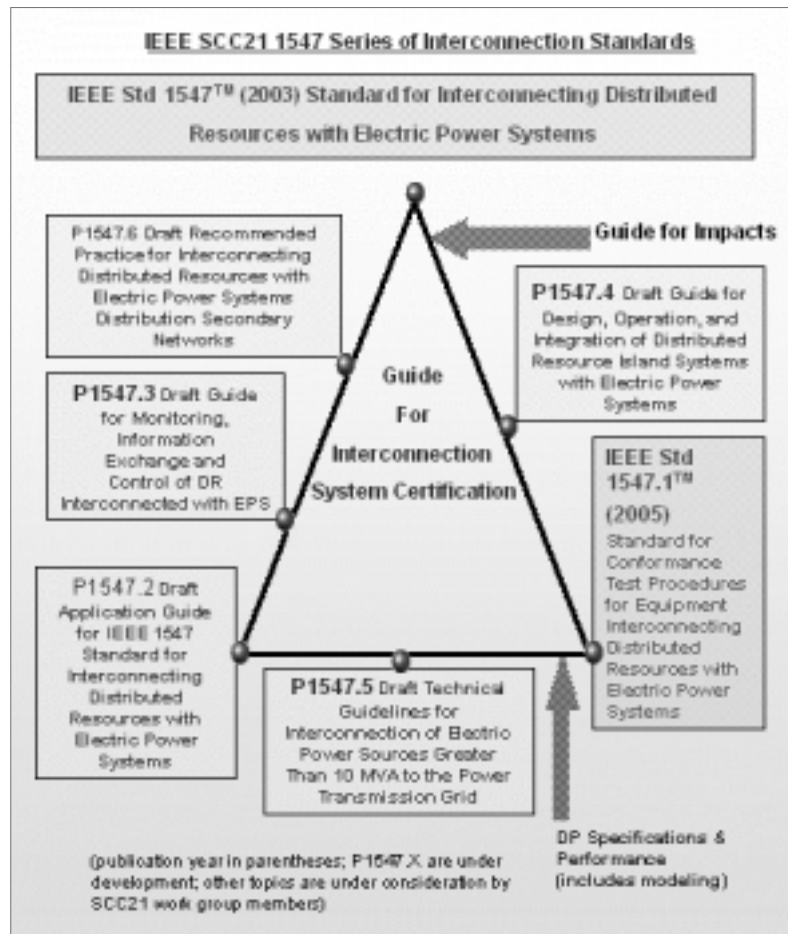 IEEE SCC21 1547 Series of Interconnection Standards
IEEE Std 1547™ (2003) Standard for Interconnecting Distributed
Resources with Electric Power Systems
P1547.6 Draft Recommended
Practice for Interconnecting
Distributed Resources with
Electric Power Systems
Distribution Secondary
Networks
Guide for Impacts
P1547.4 Draft Guide for
Design, Operation, and
Integration of Distributed
Resource Island Systems
with Electric Power
Systems
Guide
For
Interconnection
System Certification
P1547.3 Draft Guide
for Monitoring,
Information
Exchange and
Control of DR
Interconnected with EPS
IEEE Std
1547.1™
(2005)
Standard for
Conformance
Test Procedures
for Equipment
Interconnecting
Distributed
Resources with
Electric Power
Systems
P1547.2 Draft
Application Guide
for IEEE 1547
Standard for
Interconnecting
Distributed
Resources with
Electric Power
Systems
P1547.5 Draft Technical
Guidelines for
Interconnection of Electric
Power Sources Greater
Than 10 MVA to the Power
Transmission Grid
DP Specifications &
Performance
(includes modeling)
(publication year in parentheses; P1547.X are under
development; other topics are under consideration by
SCC21 work group members)